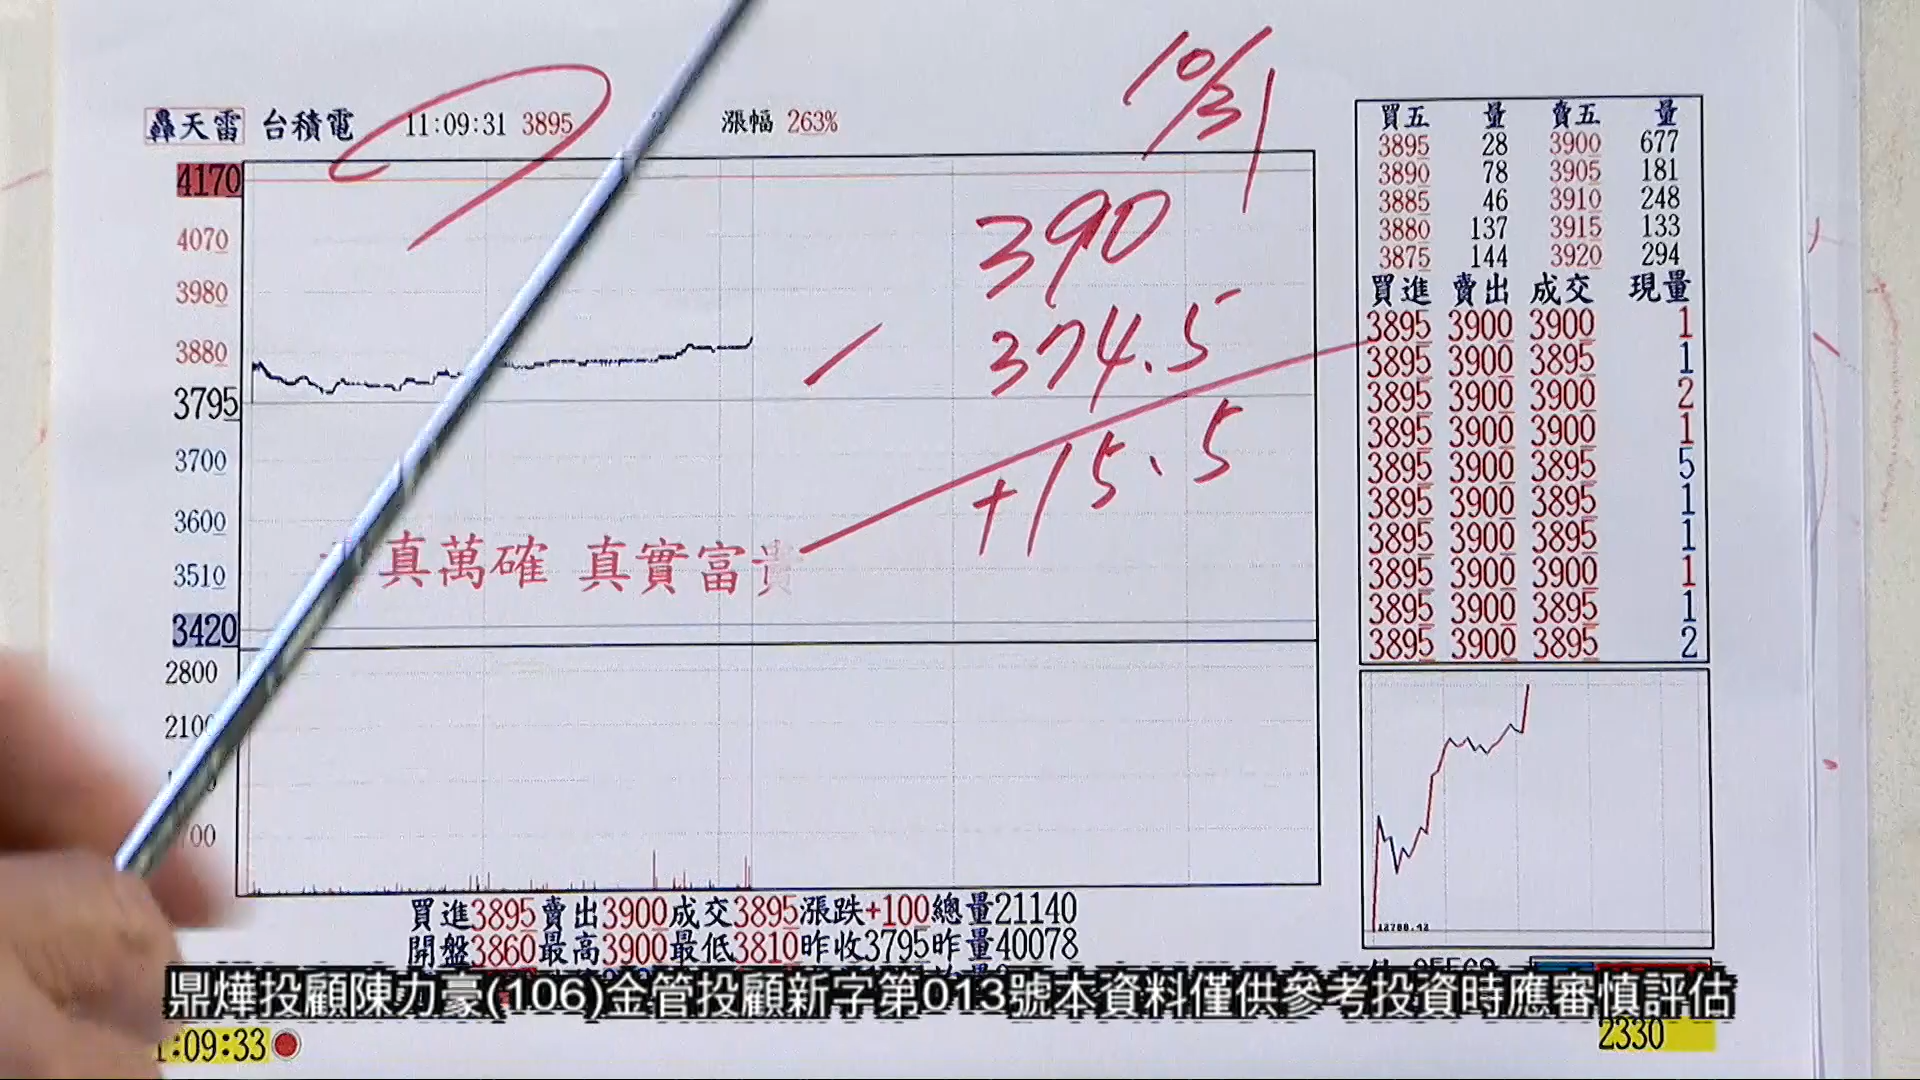 轟天雷 台積電 11:09:31 3895 漲幅 263%
10/31
4170
4070
3980
3880
3795
3700
3600
3510
3420
2800
390
374.5
+15.5
真萬確 真實富貴
買五 量 賣五 量
3895 28 3900 677
3890 78 3905 181
3885 46 3910 248
3880 137 3915 133
3875 144 3920 294
買進 賣出 成交 現量
3895 3900 3900 1
3895 3900 3895 1
3895 3900 3900 2
3895 3900 3900 1
3895 3900 3895 5
3895 3900 3895 1
3895 3900 3895 1
3895 3900 3900 1
3895 3900 3895 1
3895 3900 3895 2
買進3895賣出3900成交3895漲跌+100總量21140
開盤3860最高3900最低3810昨收3795昨量40078
鼎燁投顧陳力豪(106)金管投顧新字第013號本資料僅供參考投資時應審慎評估
:09:33
2330